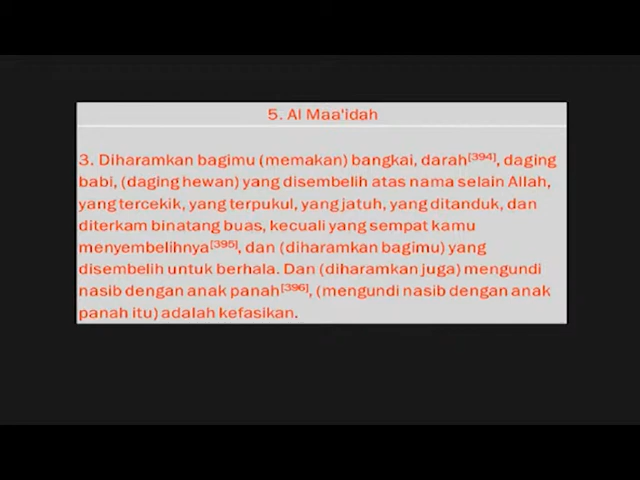 5. Al Maa'idah
3. Diharamkan bagimu (memakan) bangkai, darah[394], daging
babi, (daging hewan) yang disembelih atas nama selain Allah,
yang tercekik, yang terpukul, yang jatuh, yang ditanduk, dan
diterkam binatang buas, kecuali yang sempat kamu
menyembelihnya[395], dan (diharamkan bagimu) yang
disembelih untuk berhala. Dan (diharamkan juga) mengundi
nasib dengan anak panah[396], (mengundi nasib dengan anak
panah itu) adalah kefasikan.